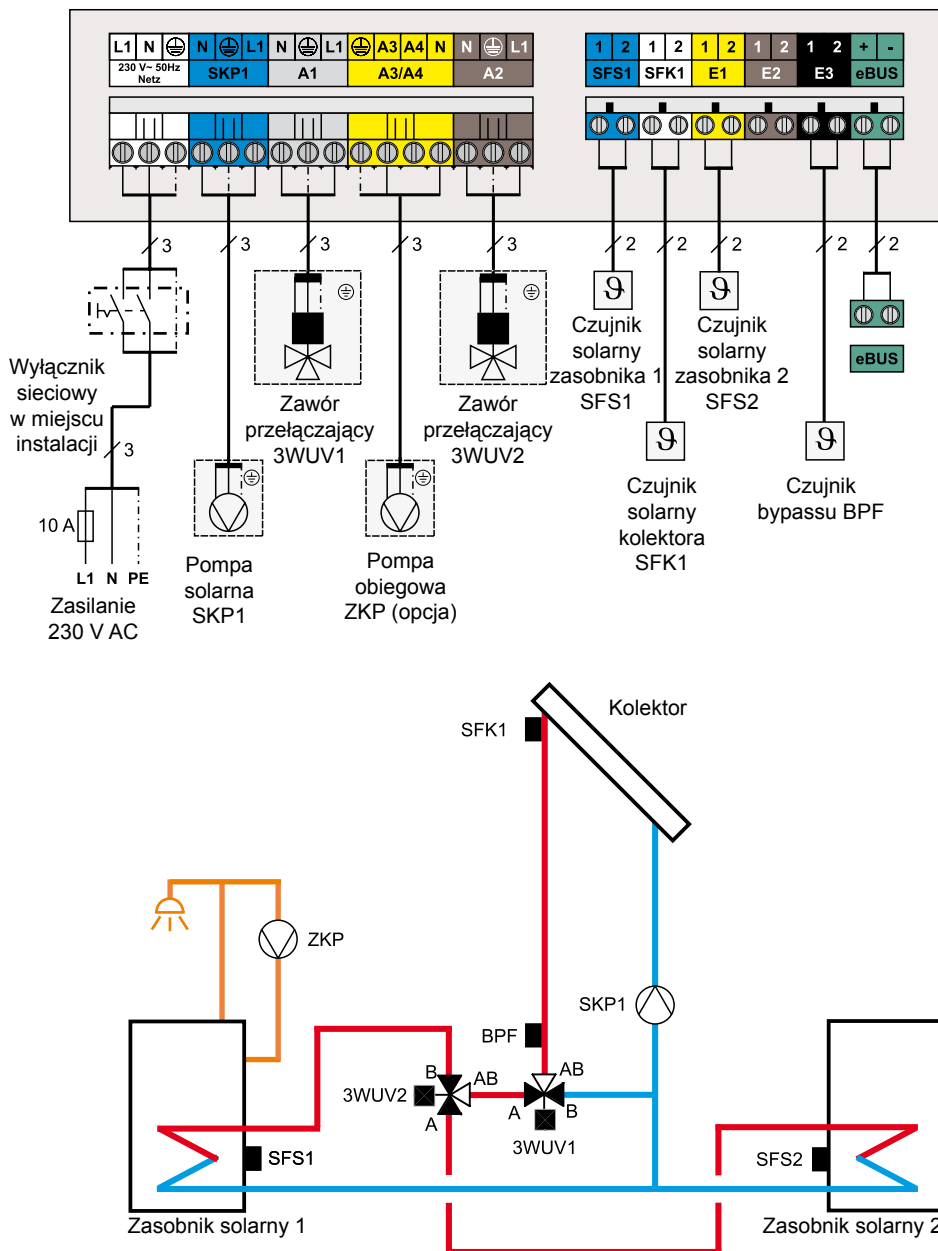 L1 N N L1 N L1 A3 A4 N N L1 1 2 1 2 1 2 1 2 1 2 + -
230 V~ 50Hz
Netz
SKP1 A1 A3/A4 A2 SFS1 SFK1 E1 E2 E3 eBUS
3 3 3 3 3 2 2 2 2
ϑ ϑ
Wyłącznik
sieciowy
w miejscu
instalacji
3
Zawór
przełączający
3WUV1
Zawór
przełączający
3WUV2
Czujnik
solarny
zasobnika 1
SFS1
Czujnik
solarny
zasobnika 2
SFS2
eBUS
ϑ ϑ
10 A
L1 N PE
Zasilanie
230 V AC
Pompa
solarna
SKP1
Pompa
obiegowa
ZKP (opcja)
Czujnik
solarny
kolektora
SFK1
Czujnik
bypassu BPF
Kolektor
SFK1
ZKP
SKP1
BPF
B AB AB
3WUV2
A A B
3WUV1
SFS1
SFS2
Zasobnik solarny 1
Zasobnik solarny 2